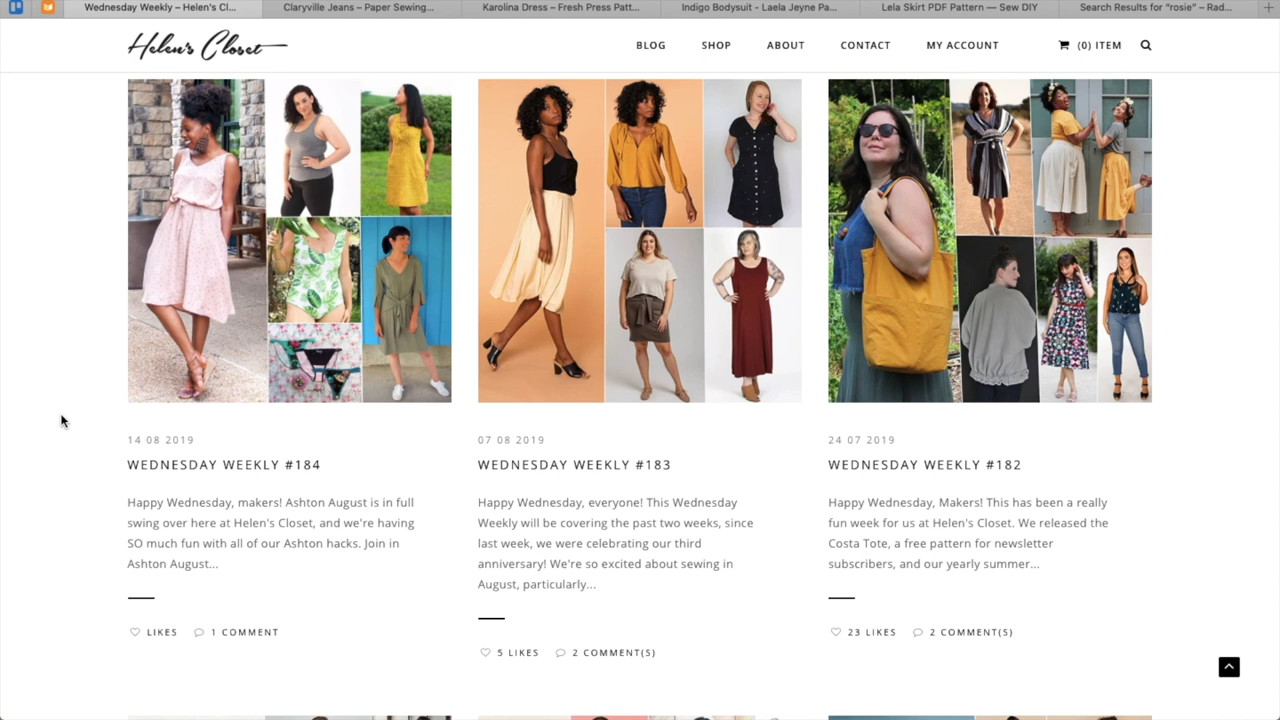 Wednesday Weekly – Helen's Cl...
Claryville Jeans – Paper Sewing...
Karolina Dress – Fresh Press Patt...
Indigo Bodysuit - Laela Jeyne Pa...
Lela Skirt PDF Pattern — Sew DIY
Search Results for “rosie” – Rad...
Helen's Closet
BLOG
SHOP
ABOUT
CONTACT
MY ACCOUNT
(0) ITEM
14 08 2019
WEDNESDAY WEEKLY #184
Happy Wednesday, makers! Ashton August is in full
swing over here at Helen's Closet, and we're having
SO much fun with all of our Ashton hacks. Join in
Ashton August...
LIKES
1 COMMENT
07 08 2019
WEDNESDAY WEEKLY #183
Happy Wednesday, everyone! This Wednesday
Weekly will be covering the past two weeks, since
last week, we were celebrating our third
anniversary! We're so excited about sewing in
August, particularly...
5 LIKES
2 COMMENT(S)
24 07 2019
WEDNESDAY WEEKLY #182
Happy Wednesday, Makers! This has been a really
fun week for us at Helen's Closet. We released the
Costa Tote, a free pattern for newsletter
subscribers, and our yearly summer...
23 LIKES
2 COMMENT(S)